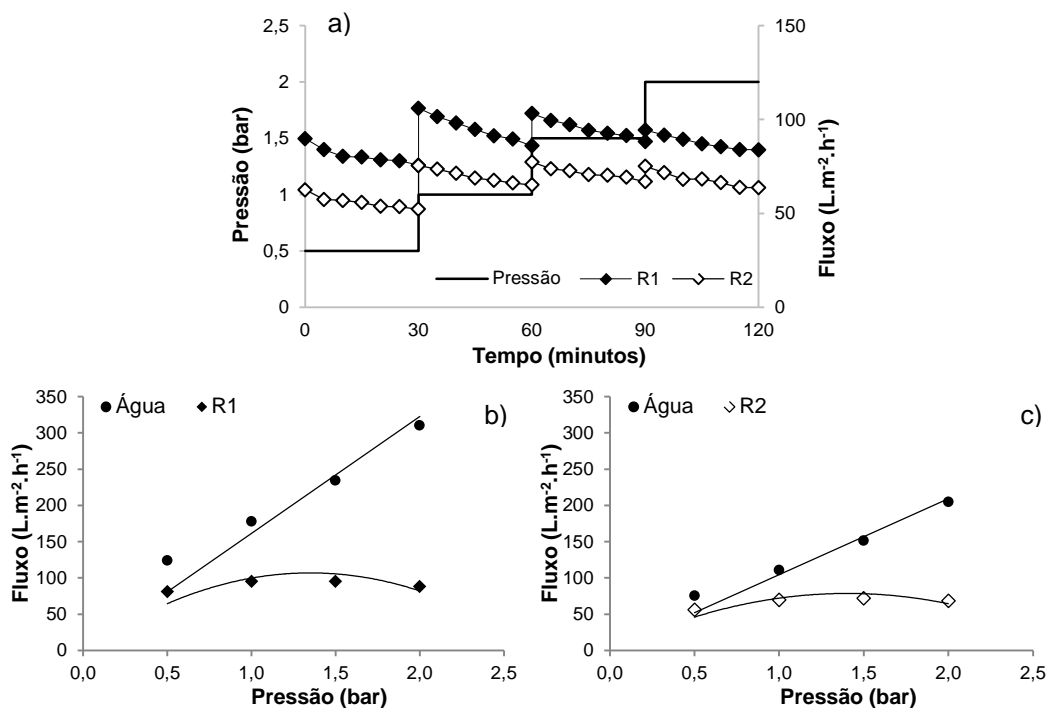 a)
2,5
2
1,5
1
0,5
0
Pressão (bar)
150
100
50
0
Fluxo (L.m-2.h-1)
Pressão R1 R2
0 30 60 90 120
Tempo (minutos)
b)
Água R1
350
300
250
200
150
100
50
0
Fluxo (L.m-2.h-1)
0,0 0,5 1,0 1,5 2,0 2,5
Pressão (bar)
c)
Água R2
350
300
250
200
150
100
50
0
Fluxo (L.m-2.h-1)
0,0 0,5 1,0 1,5 2,0 2,5
Pressão (bar)